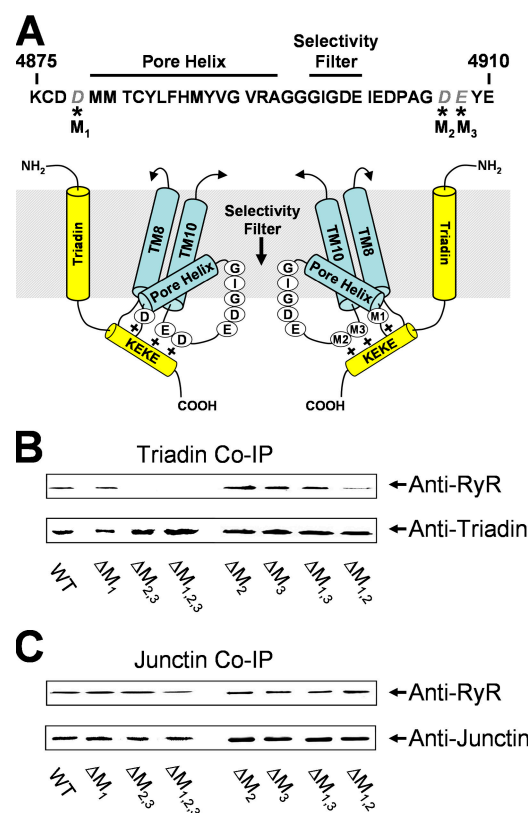 A
4875 Pore Helix Selectivity Filter 4910
KCD D MM TCYLFHMYVG VRAGGGIGDE IEDPAG D E YE
* * *
M1 M2 M3
NH2 NH2
Triadin TM8 TM10 Selectivity Filter TM10 TM8 Triadin
Pore Helix G G Pore Helix
I I
G G
D D
E E
D E D M1 M3 M2
+ + + + + +
KEKE KEKE
COOH COOH
B
Triadin Co-IP
Anti-RyR
Anti-Triadin
WT ΔM1 ΔM2,3 ΔM1,2,3 ΔM2 ΔM3 ΔM1,3 ΔM1,2
C
Junctin Co-IP
Anti-RyR
Anti-Junctin
WT ΔM1 ΔM2,3 ΔM1,2,3 ΔM2 ΔM3 ΔM1,3 ΔM1,2